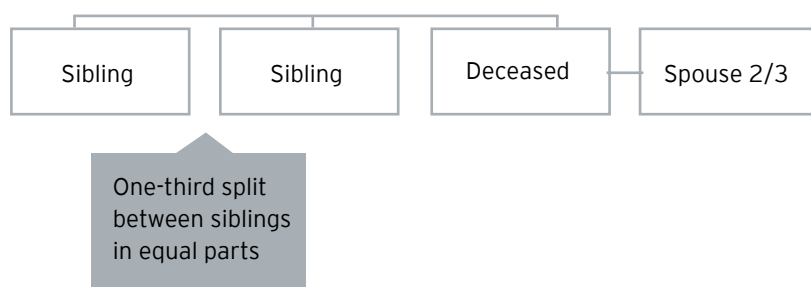 Sibling
Sibling
Deceased
Spouse 2/3
One-third split
between siblings
in equal parts